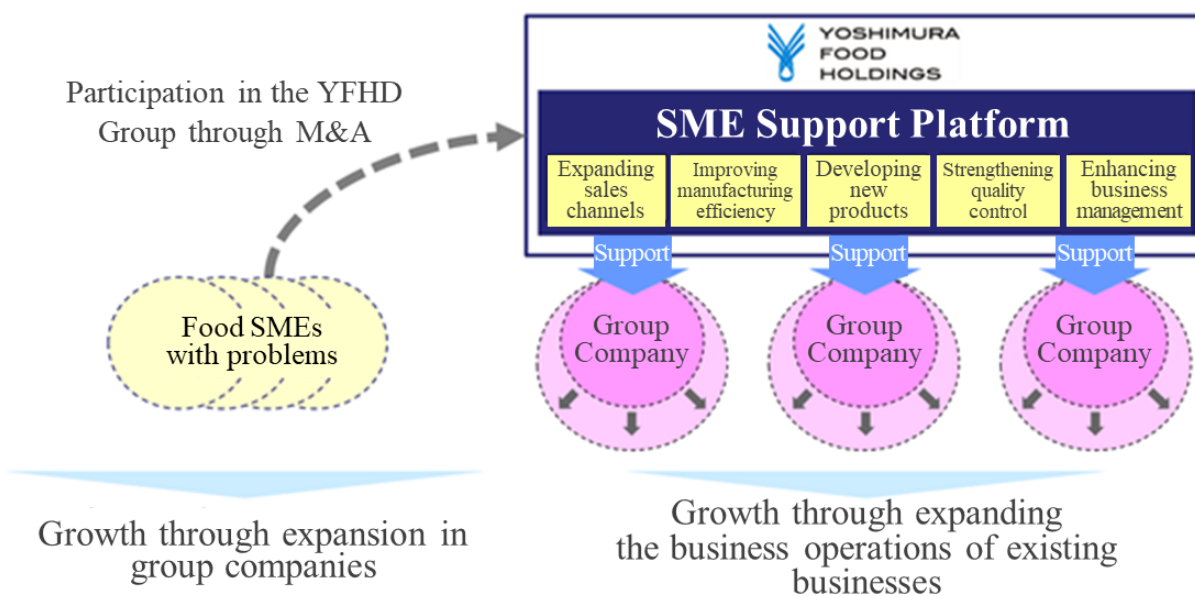 YOSHIMURA
FOOD
HOLDINGS
Participation in the YFHD
Group through M&A
SME Support Platform
Expanding
sales
channels
Improving
manufacturing
efficiency
Developing
new
products
Strengthening
quality
control
Enhancing
business
management
Support
Support
Support
Food SMEs
with problems
Group
Company
Group
Company
Group
Company
Growth through expansion in
group companies
Growth through expanding
the business operations of existing
businesses